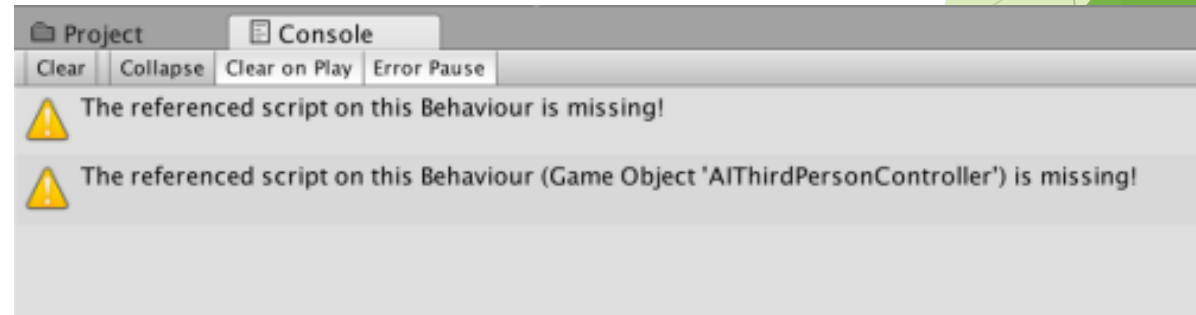 Project Console
Clear Collapse Clear on Play Error Pause
The referenced script on this Behaviour is missing!
The referenced script on this Behaviour (Game Object 'AIThirdPersonController') is missing!